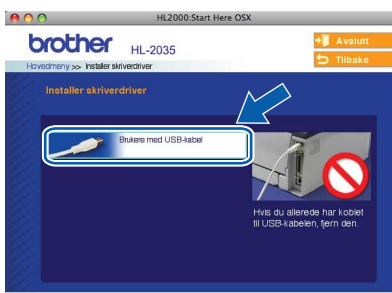 HL2000:Start Here OSX
brother HL-2035
Avslutt
Tilbake
Hovedmeny >> Installer skriverdriver
Installer skriverdriver
Brukere med USB-kabel
Hvis du allerede har koblet
til USB-kabelen, fjern den.